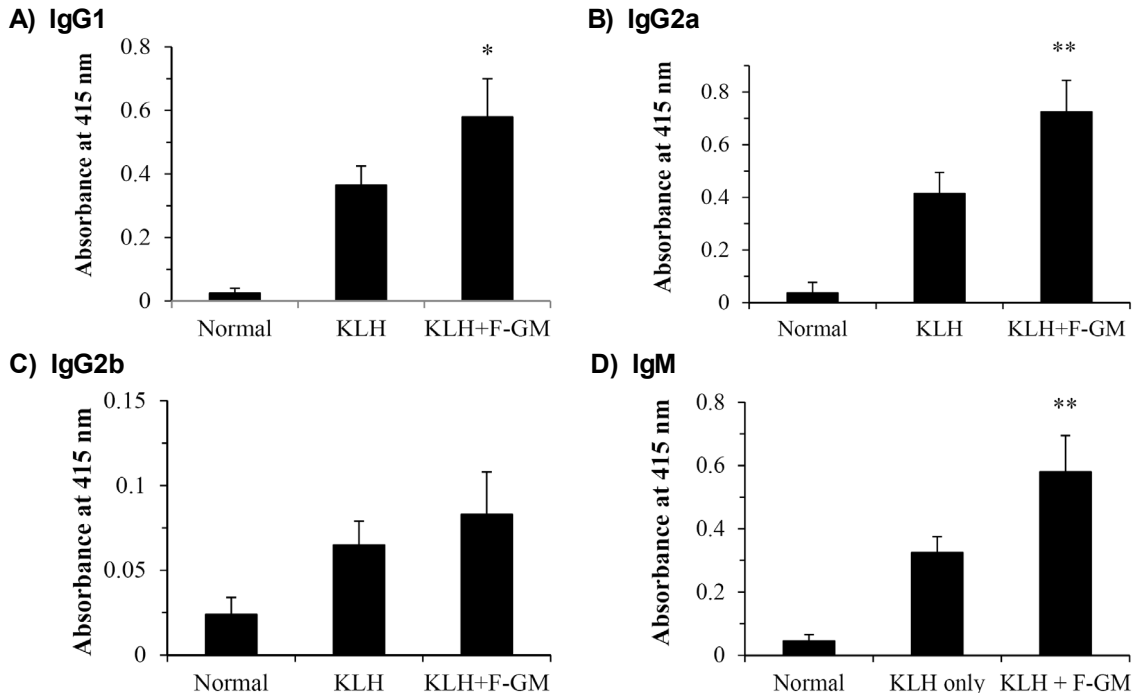 A) IgG1
Absorbance at 415 nm
0.8
0.6
0.4
0.2
0
*
Normal KLH KLH+F-GM
B) IgG2a
Absorbance at 415 nm
0.8
0.6
0.4
0.2
0
**
Normal KLH KLH+F-GM
C) IgG2b
Absorbance at 415 nm
0.15
0.1
0.05
0
Normal KLH KLH+F-GM
D) IgM
Absorbance at 415 nm
0.8
0.6
0.4
0.2
0
**
Normal KLH only KLH + F-GM